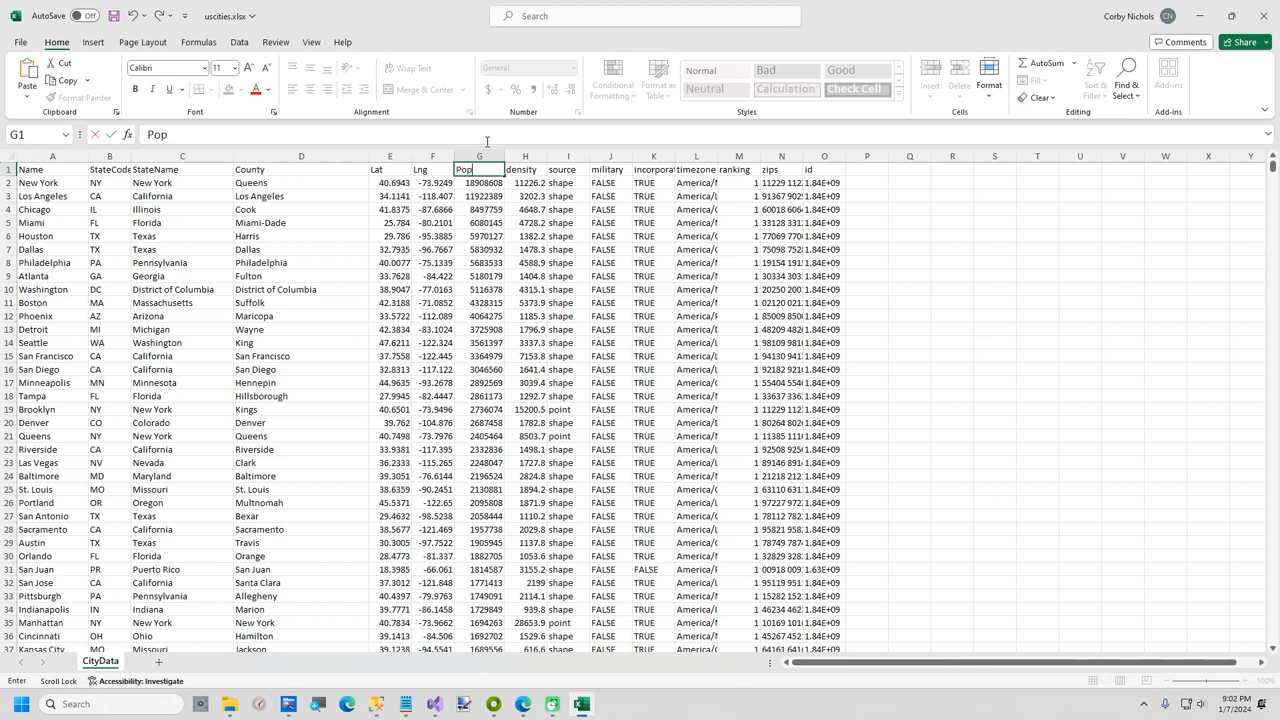 AutoSave Off uscities.xlsx Search Corby Nichols CN
File Home Insert Page Layout Formulas Data Review View Help Comments Share
Paste Cut Copy Format Painter Clipboard
Calibri 11 A A B I U A Font
Wrap Text Merge & Center Alignment
General $ % Number
Conditional Formatting Format as Table Normal Bad Good Neutral Calculation Check Cell Styles
Insert Delete Format Cells
AutoSum Fill Clear Sort & Filter Find & Select Editing
Add-ins Add-ins
G1 fx Pop
A B C D E F G H I J K L M N O P Q R S T U V W X Y
1 Name StateCode StateName County Lat Lng Pop density source military incorporat timezone ranking zips id
2 New York NY New York Queens 40.6943 -73.9249 18908608 11226.2 shape FALSE TRUE America/N 1 11229 112 1.84E+09
3 Los Angeles CA California Los Angeles 34.1141 -118.407 11922389 3202.3 shape FALSE TRUE America/L 1 91367 902 1.84E+09
4 Chicago IL Illinois Cook 41.8375 -87.6866 8497759 4648.7 shape FALSE TRUE America/C 1 60018 606 1.84E+09
5 Miami FL Florida Miami-Dade 25.784 -80.2101 6080145 4728.2 shape FALSE TRUE America/N 1 33128 331 1.84E+09
6 Houston TX Texas Harris 29.786 -95.3885 5970127 1382.2 shape FALSE TRUE America/C 1 77069 770 1.84E+09
7 Dallas TX Texas Dallas 32.7935 -96.7667 5830932 1478.3 shape FALSE TRUE America/C 1 75098 752 1.84E+09
8 Philadelphia PA Pennsylvania Philadelphia 40.0077 -75.1339 5683533 4588.9 shape FALSE TRUE America/N 1 19154 191 1.84E+09
9 Atlanta GA Georgia Fulton 33.7628 -84.422 5180179 1404.8 shape FALSE TRUE America/N 1 30334 303 1.84E+09
10 Washington DC District of Columbia District of Columbia 38.9047 -77.0163 5116378 4315.1 shape FALSE TRUE America/N 1 20250 200 1.84E+09
11 Boston MA Massachusetts Suffolk 42.3188 -71.0852 4328315 5373.9 shape FALSE TRUE America/N 1 02120 021 1.84E+09
12 Phoenix AZ Arizona Maricopa 33.5722 -112.089 4064275 1185.3 shape FALSE TRUE America/P 1 85009 850 1.84E+09
13 Detroit MI Michigan Wayne 42.3834 -83.1024 3725908 1796.9 shape FALSE TRUE America/D 1 48209 482 1.84E+09
14 Seattle WA Washington King 47.6211 -122.324 3561397 3337.3 shape FALSE TRUE America/L 1 98109 981 1.84E+09
15 San Francisco CA California San Francisco 37.7558 -122.445 3364979 7153.8 shape FALSE TRUE America/L 1 94130 941 1.84E+09
16 San Diego CA California San Diego 32.8313 -117.122 3046560 1641.4 shape FALSE TRUE America/L 1 92182 921 1.84E+09
17 Minneapolis MN Minnesota Hennepin 44.9635 -93.2678 2892569 3039.4 shape FALSE TRUE America/C 1 55404 554 1.84E+09
18 Tampa FL Florida Hillsborough 27.9945 -82.4447 2861173 1292.7 shape FALSE TRUE America/N 1 33637 336 1.84E+09
19 Brooklyn NY New York Kings 40.6501 -73.9496 2736074 15200.5 point FALSE TRUE America/N 1 11229 112 1.84E+09
20 Denver CO Colorado Denver 39.762 -104.876 2687458 1782.8 shape FALSE TRUE America/D 1 80264 802 1.84E+09
21 Queens NY New York Queens 40.7498 -73.7976 2405464 8503.7 point FALSE TRUE America/N 1 11385 111 1.84E+09
22 Riverside CA California Riverside 33.9381 -117.395 2332836 1498.1 shape FALSE TRUE America/L 1 92508 925 1.84E+09
23 Las Vegas NV Nevada Clark 36.2333 -115.265 2248047 1727.8 shape FALSE TRUE America/L 1 89146 891 1.84E+09
24 Baltimore MD Maryland Baltimore 39.3051 -76.6144 2196524 2824.8 shape FALSE TRUE America/N 1 21218 212 1.84E+09
25 St. Louis MO Missouri St. Louis 38.6359 -90.2451 2130881 1894.2 shape FALSE TRUE America/C 1 63110 631 1.84E+09
26 Portland OR Oregon Multnomah 45.5371 -122.65 2095808 1871.9 shape FALSE TRUE America/L 1 97227 972 1.84E+09
27 San Antonio TX Texas Bexar 29.4632 -98.5238 2058444 1110.2 shape FALSE TRUE America/C 1 78112 782 1.84E+09
28 Sacramento CA California Sacramento 38.5677 -121.469 1957738 2029.8 shape FALSE TRUE America/L 1 95821 958 1.84E+09
29 Austin TX Texas Travis 30.3005 -97.7522 1905945 1137.8 shape FALSE TRUE America/C 1 78749 787 1.84E+09
30 Orlando FL Florida Orange 28.4773 -81.337 1882705 1053.6 shape FALSE TRUE America/N 1 32829 328 1.84E+09
31 San Juan PR Puerto Rico San Juan 18.3985 -66.061 1814587 3155.2 shape FALSE FALSE America/P 1 00918 009 1.63E+09
32 San Jose CA California Santa Clara 37.3012 -121.848 1771413 2199 shape FALSE TRUE America/L 1 95119 951 1.84E+09
33 Pittsburgh PA Pennsylvania Allegheny 40.4397 -79.9763 1749091 2114.1 shape FALSE TRUE America/N 1 15282 152 1.84E+09
34 Indianapolis IN Indiana Marion 39.7771 -86.1458 1729849 939.8 shape FALSE TRUE America/I 1 46234 462 1.84E+09
35 Manhattan NY New York New York 40.7834 -73.9662 1694263 28653.9 point FALSE TRUE America/N 1 10169 101 1.84E+09
36 Cincinnati OH Ohio Hamilton 39.1413 -84.506 1692702 1529.6 shape FALSE TRUE America/N 1 45267 452 1.84E+09
37 Kansas City MO Missouri Jackson 39.1238 -94.5541 1689556 616.6 shape FALSE TRUE America/C 1 64161 641 1.84E+09
CityData
Enter Scroll Lock Accessibility: Investigate 100%
Search 9:02 PM
1/7/2024